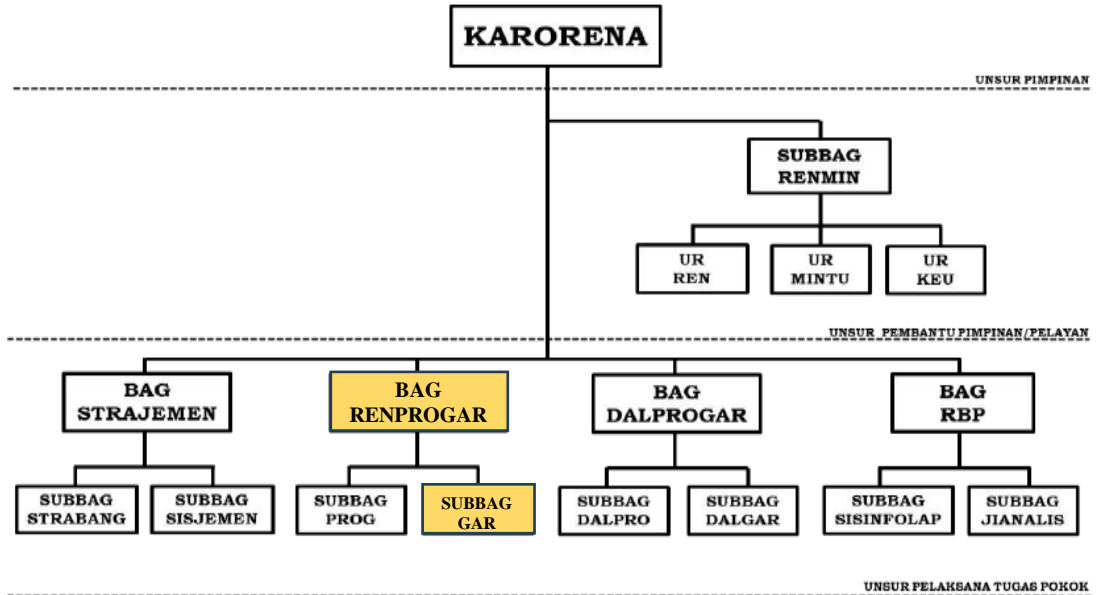 KARORENA
UNSUR PIMPINAN
SUBBAG
RENMIN
UR
REN
UR
MINTU
UR
KEU
UNSUR PEMBANTU PIMPINAN/PELAYAN
BAG
STRAJEMEN
BAG
RENPROGAR
BAG
DALPROGAR
BAG
RBP
SUBBAG
STRABANG
SUBBAG
SISJEMEN
SUBBAG
PROG
SUBBAG
GAR
SUBBAG
DALPRO
SUBBAG
DALGAR
SUBBAG
SISINFOLAP
SUBBAG
JIANALIS
UNSUR PELAKSANA TUGAS POKOK